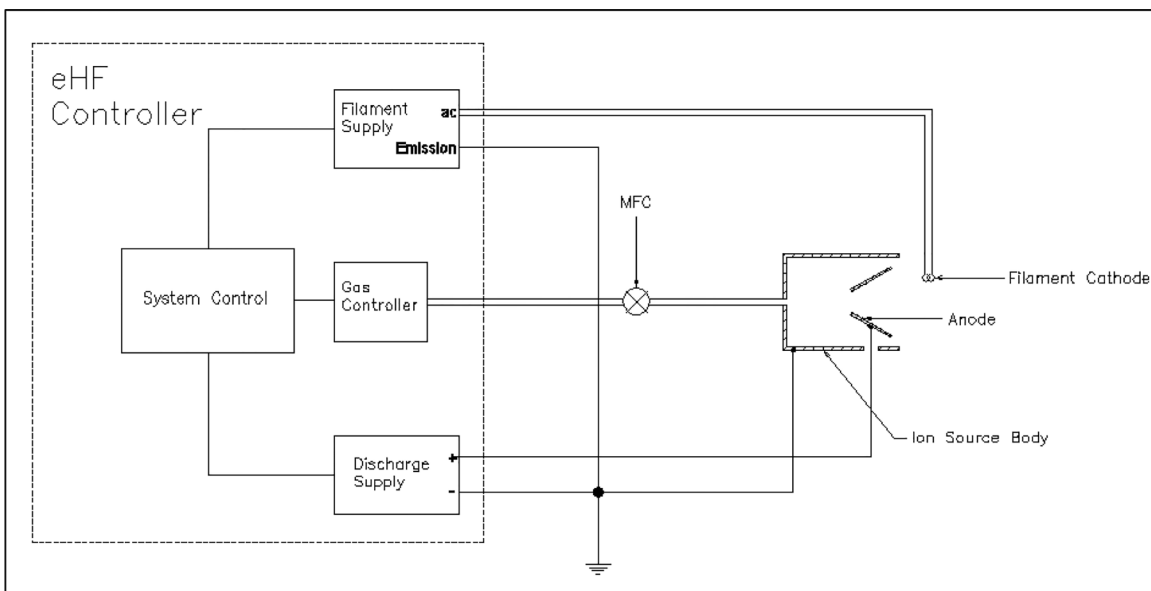 eHF
Controller
Filament
Supply
ac
Emission
MFC
System Control
Gas
Controller
Filament Cathode
Anode
Ion Source Body
Discharge
Supply
+
-